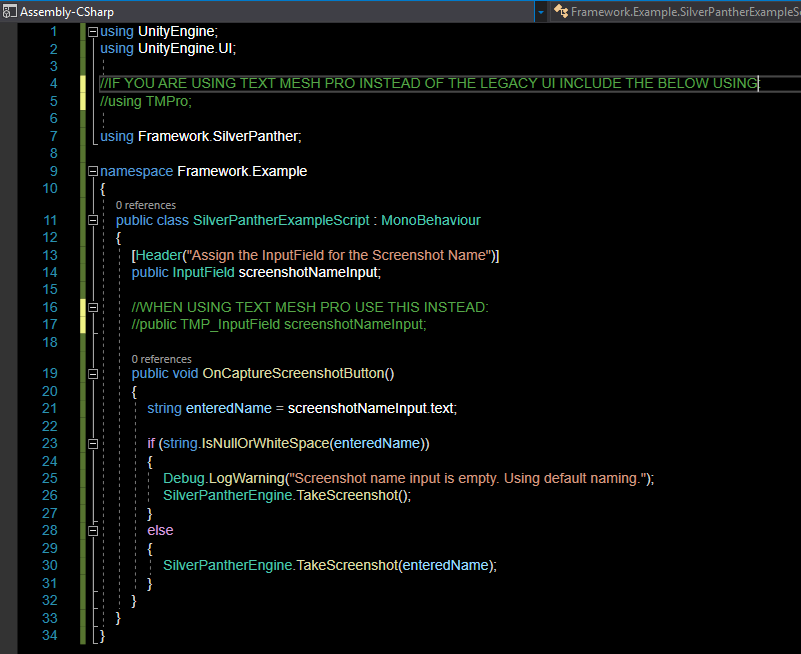 Assembly-CSharp
Framework.Example.SilverPantherExampleSc
1 using UnityEngine;
2 using UnityEngine.UI;
3
4 //IF YOU ARE USING TEXT MESH PRO INSTEAD OF THE LEGACY UI INCLUDE THE BELOW USING:
5 //using TMPro;
6
7 using Framework.SilverPanther;
8
9 namespace Framework.Example
10 {
0 references
11 public class SilverPantherExampleScript : MonoBehaviour
12 {
13 [Header("Assign the InputField for the Screenshot Name")]
14 public InputField screenshotNameInput;
15
16 //WHEN USING TEXT MESH PRO USE THIS INSTEAD:
17 //public TMP_InputField screenshotNameInput;
18
0 references
19 public void OnCaptureScreenshotButton()
20 {
21 string enteredName = screenshotNameInput.text;
22
23 if (string.IsNullOrWhiteSpace(enteredName))
24 {
25 Debug.LogWarning("Screenshot name input is empty. Using default naming.");
26 SilverPantherEngine.TakeScreenshot();
27 }
28 else
29 {
30 SilverPantherEngine.TakeScreenshot(enteredName);
31 }
32 }
33 }
34 }